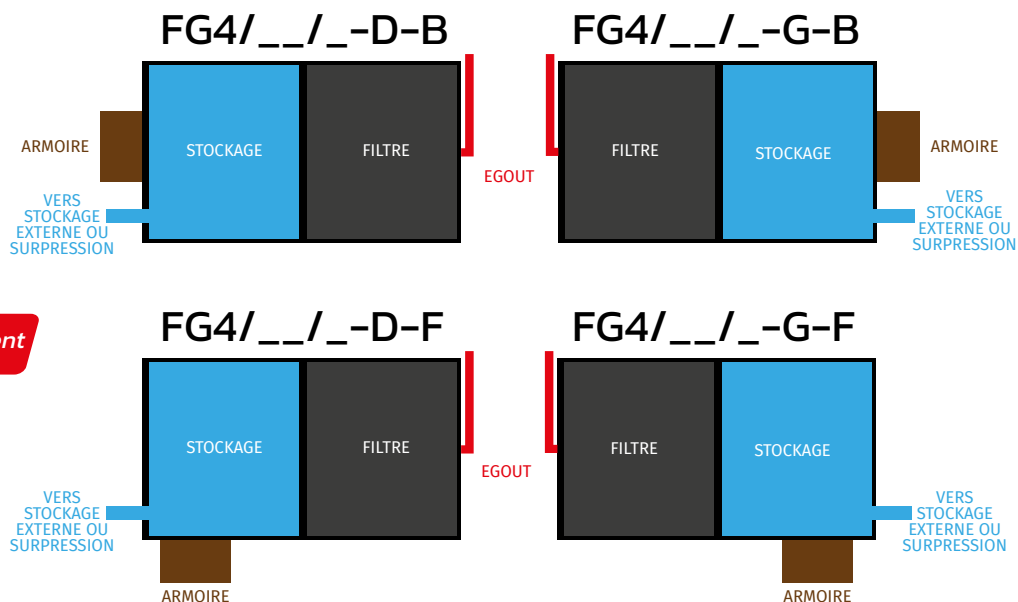 FG4/__/_-D-B
FG4/__/_-G-B
ARMOIRE
STOCKAGE
FILTRE
EGOUT
FILTRE
STOCKAGE
ARMOIRE
VERS
STOCKAGE
EXTERNE OU
SURPRESSION
VERS
STOCKAGE
EXTERNE OU
SURPRESSION
FG4/__/_-D-F
FG4/__/_-G-F
STOCKAGE
FILTRE
EGOUT
FILTRE
STOCKAGE
VERS
STOCKAGE
EXTERNE OU
SURPRESSION
VERS
STOCKAGE
EXTERNE OU
SURPRESSION
ARMOIRE
ARMOIRE